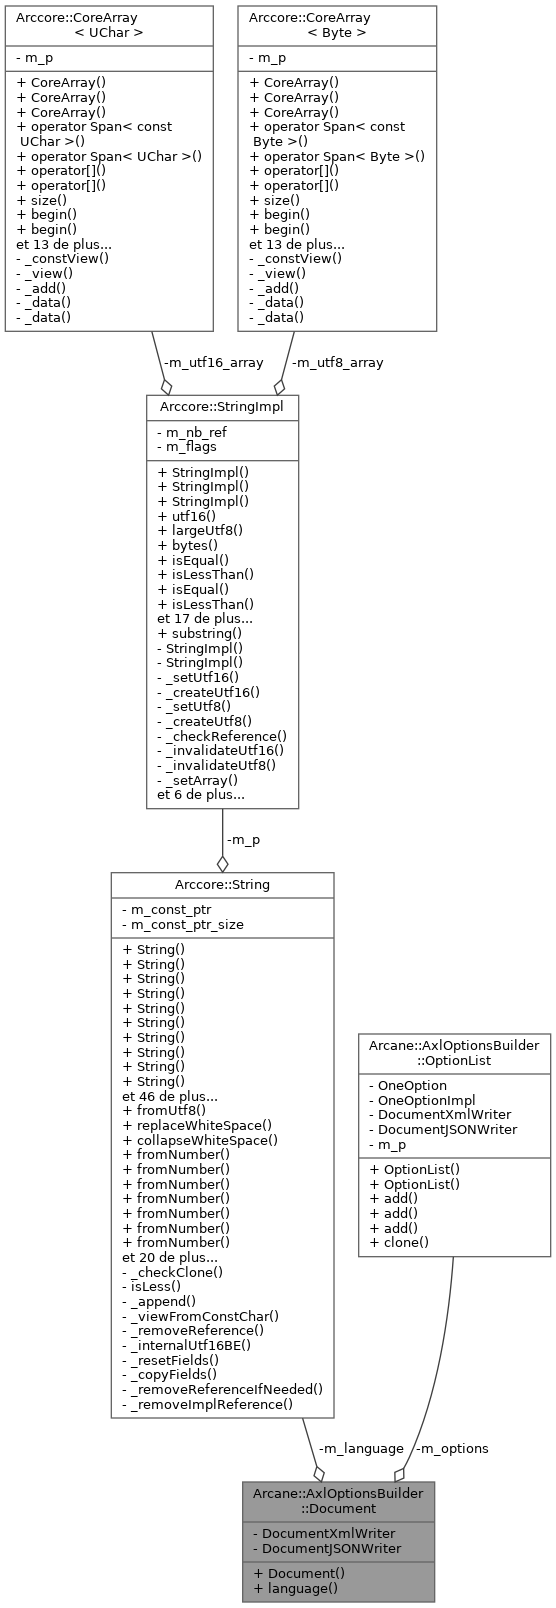 Arccore::CoreArray
< UChar >
- m_p
+ CoreArray()
+ CoreArray()
+ CoreArray()
+ operator Span< const
UChar >()
+ operator Span< UChar >()
+ operator[]()
+ operator[]()
+ size()
+ begin()
+ begin()
et 13 de plus...
- _constView()
- _view()
- _add()
- _data()
- _data()
Arccore::CoreArray
< Byte >
- m_p
+ CoreArray()
+ CoreArray()
+ CoreArray()
+ operator Span< const
Byte >()
+ operator Span< Byte >()
+ operator[]()
+ operator[]()
+ size()
+ begin()
+ begin()
et 13 de plus...
- _constView()
- _view()
- _add()
- _data()
- _data()
-m_utf16_array
-m_utf8_array
Arccore::StringImpl
- m_nb_ref
- m_flags
+ StringImpl()
+ StringImpl()
+ StringImpl()
+ utf16()
+ largeUtf8()
+ bytes()
+ isEqual()
+ isLessThan()
+ isEqual()
+ isLessThan()
et 17 de plus...
+ substring()
- StringImpl()
- StringImpl()
- _setUtf16()
- _createUtf16()
- _setUtf8()
- _createUtf8()
- _checkReference()
- _invalidateUtf16()
- _invalidateUtf8()
- _setArray()
et 6 de plus...
-m_p
Arccore::String
- m_const_ptr
- m_const_ptr_size
+ String()
+ String()
+ String()
+ String()
+ String()
+ String()
+ String()
+ String()
+ String()
+ String()
et 46 de plus...
+ fromUtf8()
+ replaceWhiteSpace()
+ collapseWhiteSpace()
+ fromNumber()
+ fromNumber()
+ fromNumber()
+ fromNumber()
+ fromNumber()
+ fromNumber()
+ fromNumber()
et 20 de plus...
- _checkClone()
- isLess()
- _append()
- _viewFromConstChar()
- _removeReference()
- _internalUtf16BE()
- _resetFields()
- _copyFields()
- _removeReferenceIfNeeded()
- _removeImplReference()
Arcane::AxlOptionsBuilder
::OptionList
- OneOption
- OneOptionImpl
- DocumentXmlWriter
- DocumentJSONWriter
- m_p
+ OptionList()
+ OptionList()
+ add()
+ add()
+ add()
+ clone()
-m_language
-m_options
Arcane::AxlOptionsBuilder
::Document
- DocumentXmlWriter
- DocumentJSONWriter
+ Document()
+ language()